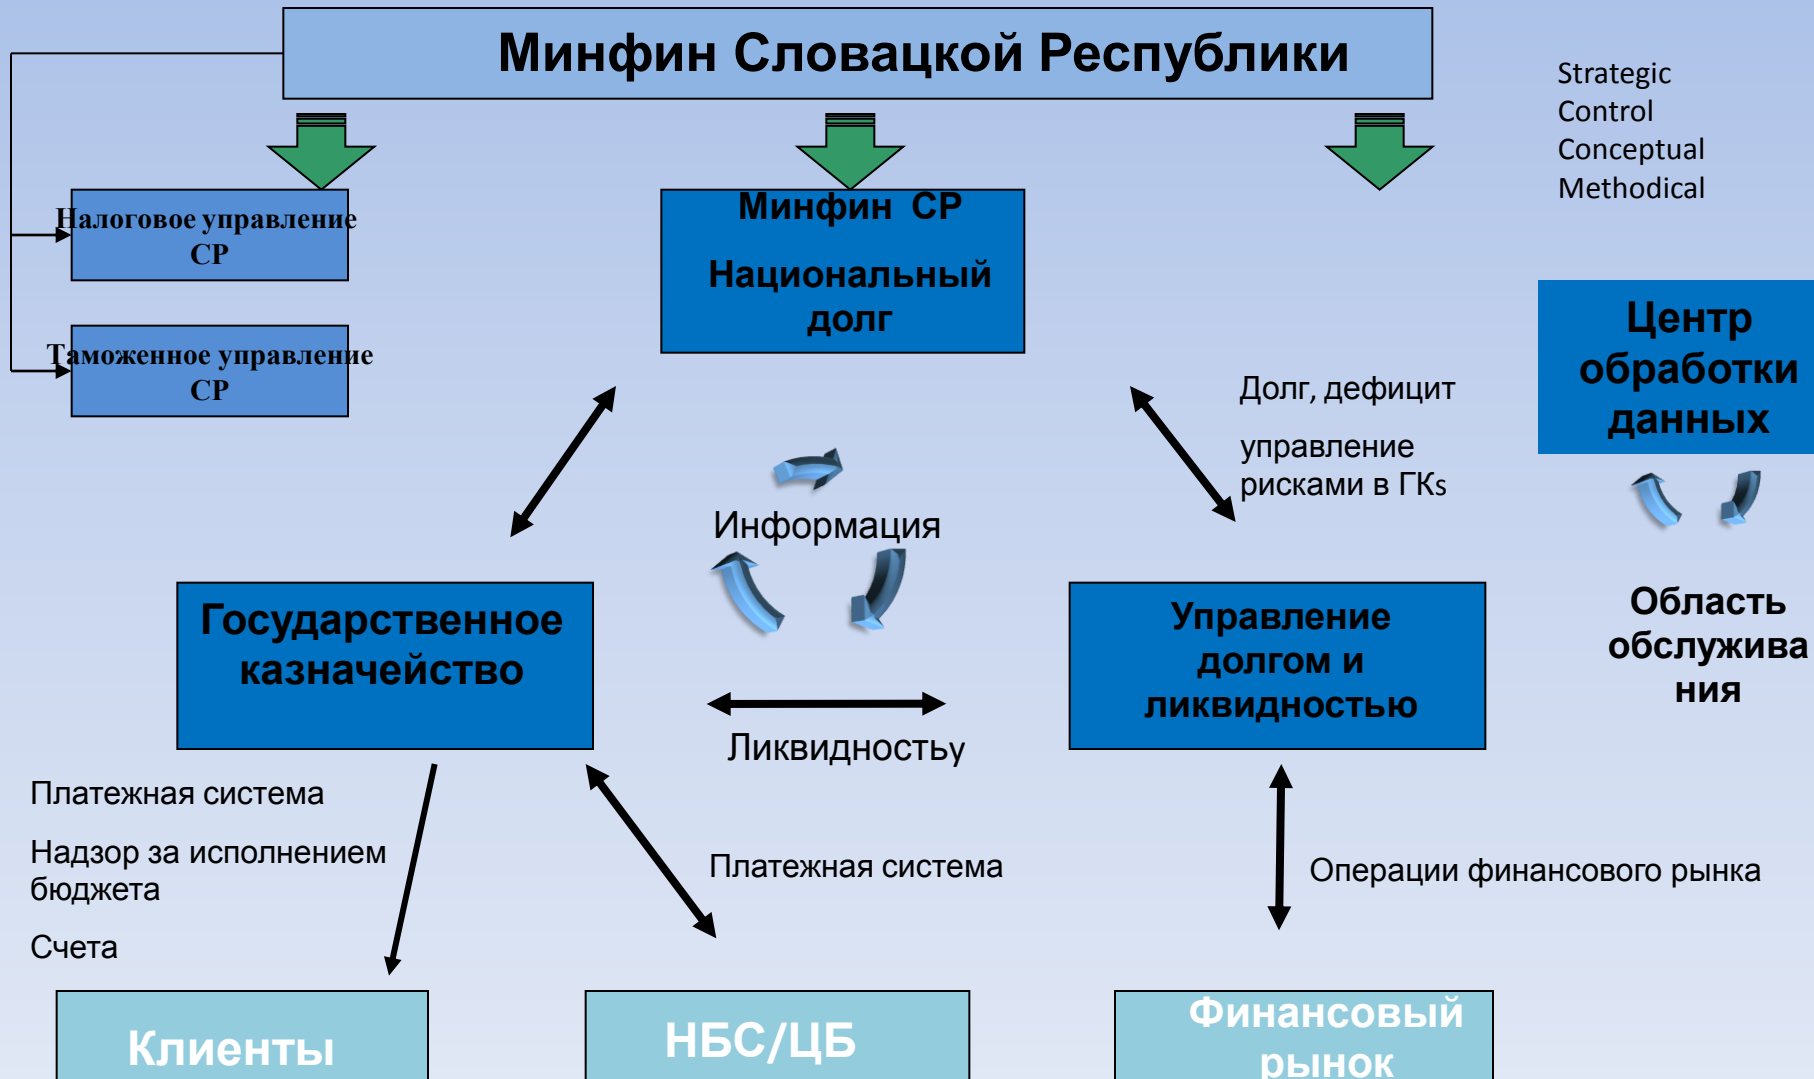 Минфин Словацкой Республики
Strategic
Control
Conceptual
Methodical
Налоговое управление
СР
Таможенное управление
СР
Минфин СР
Национальный
долг
Центр
обработки
данных
Долг, дефицит
управление
рисками в ГКs
Информация
Государственное
казначейство
Управление
долгом и
ликвидностью
Область
обслужива
ния
Ликвидностьy
Платежная система
Надзор за исполнением
бюджета
Счета
Платежная система
Операции финансового рынка
Клиенты
НБС/ЦБ
Финансовый
рынок